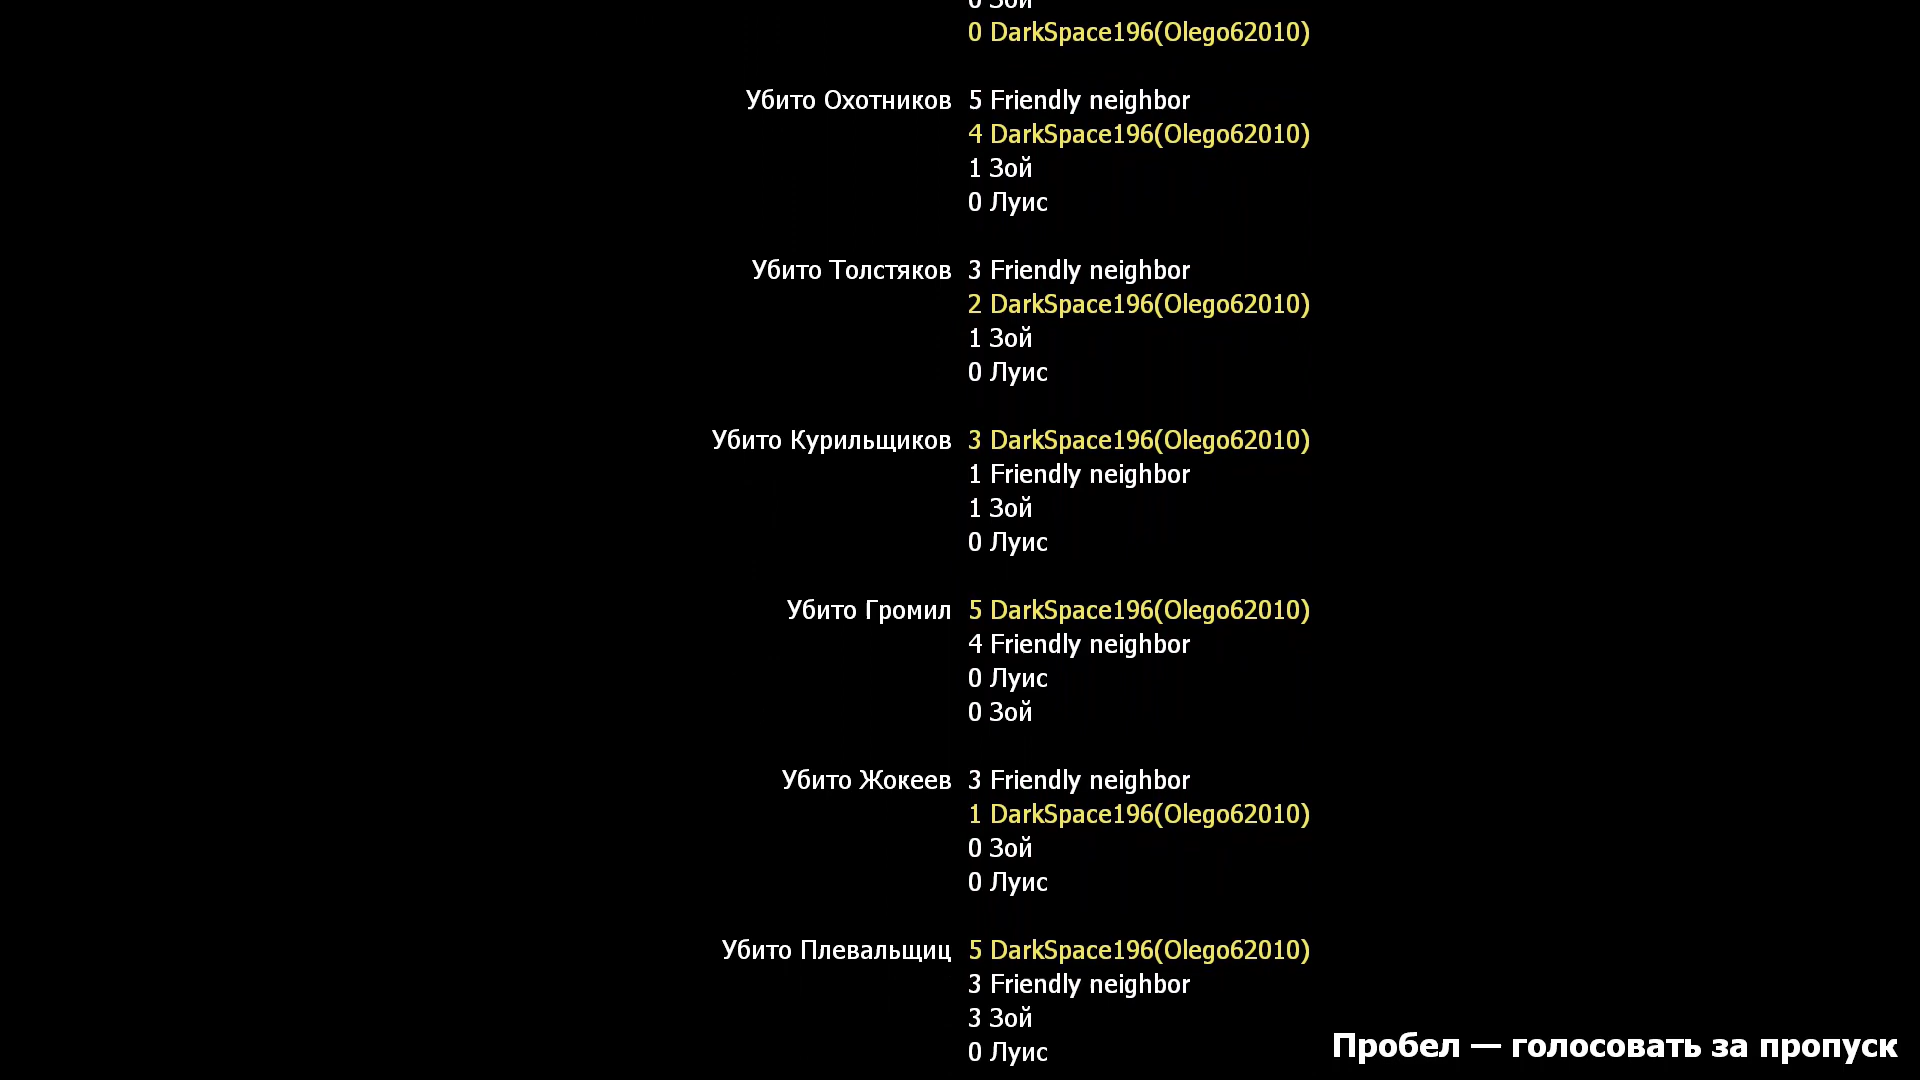 0 Зой
0 DarkSpace196(Olego62010)
Убито Охотников 5 Friendly neighbor
4 DarkSpace196(Olego62010)
1 Зой
0 Луис
Убито Толстяков 3 Friendly neighbor
2 DarkSpace196(Olego62010)
1 Зой
0 Луис
Убито Курильщиков 3 DarkSpace196(Olego62010)
1 Friendly neighbor
1 Зой
0 Луис
Убито Громил 5 DarkSpace196(Olego62010)
4 Friendly neighbor
0 Луис
0 Зой
Убито Жокеев 3 Friendly neighbor
1 DarkSpace196(Olego62010)
0 Зой
0 Луис
Убито Плевальщиц 5 DarkSpace196(Olego62010)
3 Friendly neighbor
3 Зой
0 Луис
Пробел — голосовать за пропуск